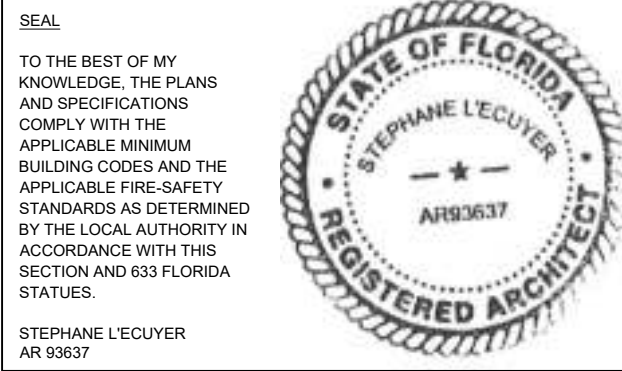 SEAL
TO THE BEST OF MY
KNOWLEDGE, THE PLANS
AND SPECIFICATIONS
COMPLY WITH THE
APPLICABLE MINIMUM
BUILDING CODES AND THE
APPLICABLE FIRE-SAFETY
STANDARDS AS DETERMINED
BY THE LOCAL AUTHORITY IN
ACCORDANCE WITH THIS
SECTION AND 633 FLORIDA
STATUES.
STEPHANE L'ECUYER
AR 93637
STATE OF FLORIDA
STEPHANE L'ECUYER
AR93637
REGISTERED ARCHITECT